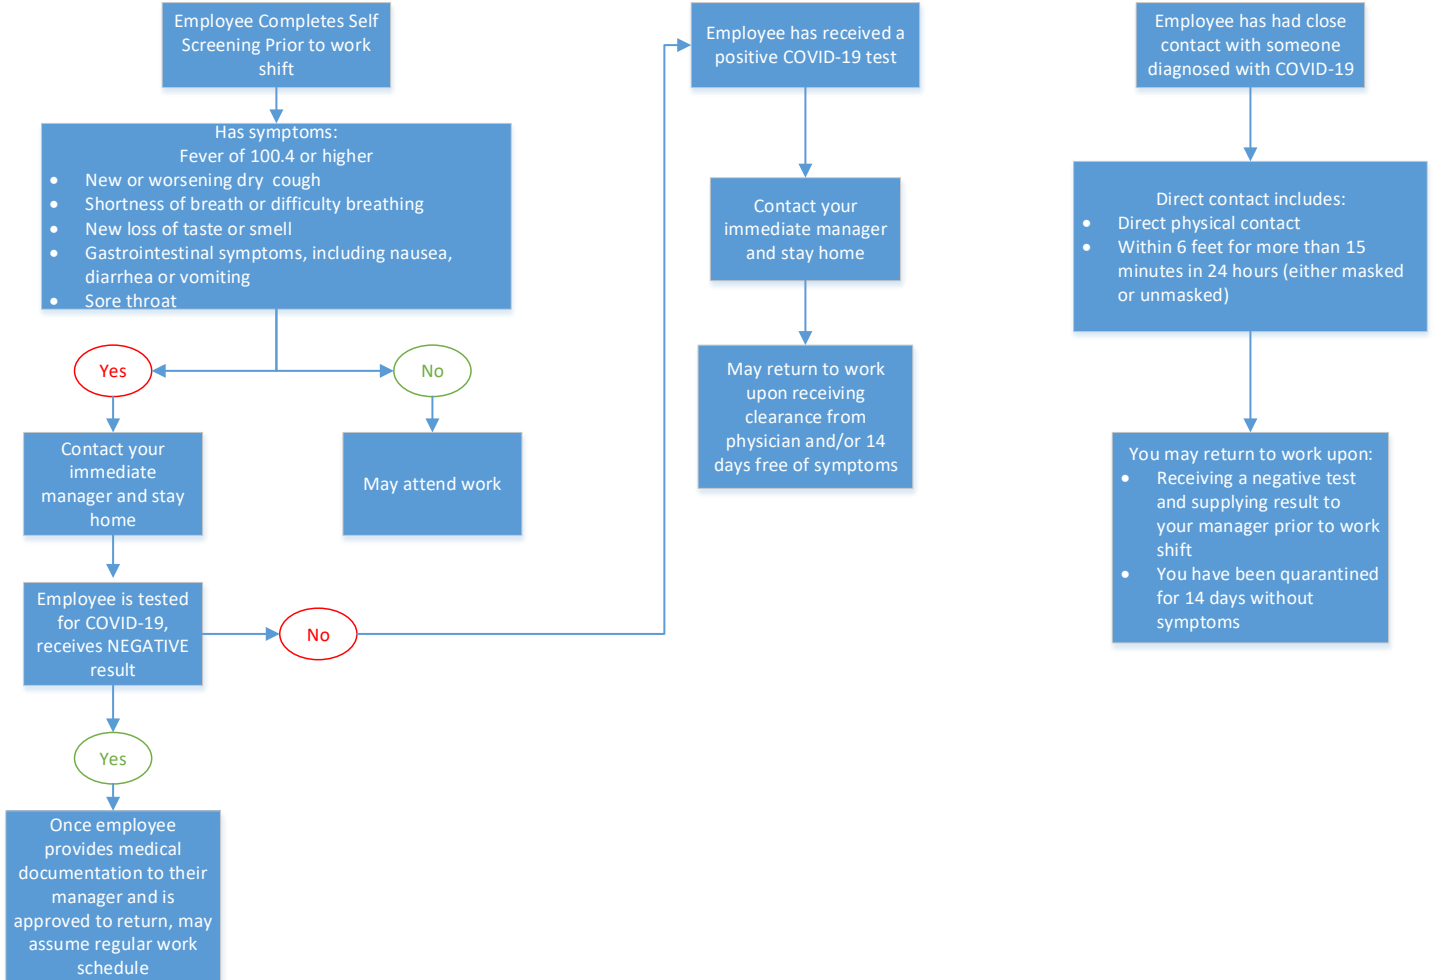 Employee Completes Self
Screening Prior to work
shift
Has symptoms:
Fever of 100.4 or higher
• New or worsening dry cough
• Shortness of breath or difficulty breathing
• New loss of taste or smell
• Gastrointestinal symptoms, including nausea,
diarrhea or vomiting
• Sore throat
Yes
No
Contact your
immediate
manager and stay
home
May attend work
Employee is tested
for COVID-19,
receives NEGATIVE
result
No
Yes
Once employee
provides medical
documentation to their
manager and is
approved to return, may
assume regular work
schedule
Employee has received a
positive COVID-19 test
Contact your
immediate manager
and stay home
May return to work
upon receiving
clearance from
physician and/or 14
days free of symptoms
Employee has had close
contact with someone
diagnosed with COVID-19
Direct contact includes:
• Direct physical contact
• Within 6 feet for more than 15
minutes in 24 hours (either masked
or unmasked)
You may return to work upon:
• Receiving a negative test
and supplying result to
your manager prior to work
shift
• You have been quarantined
for 14 days without
symptoms